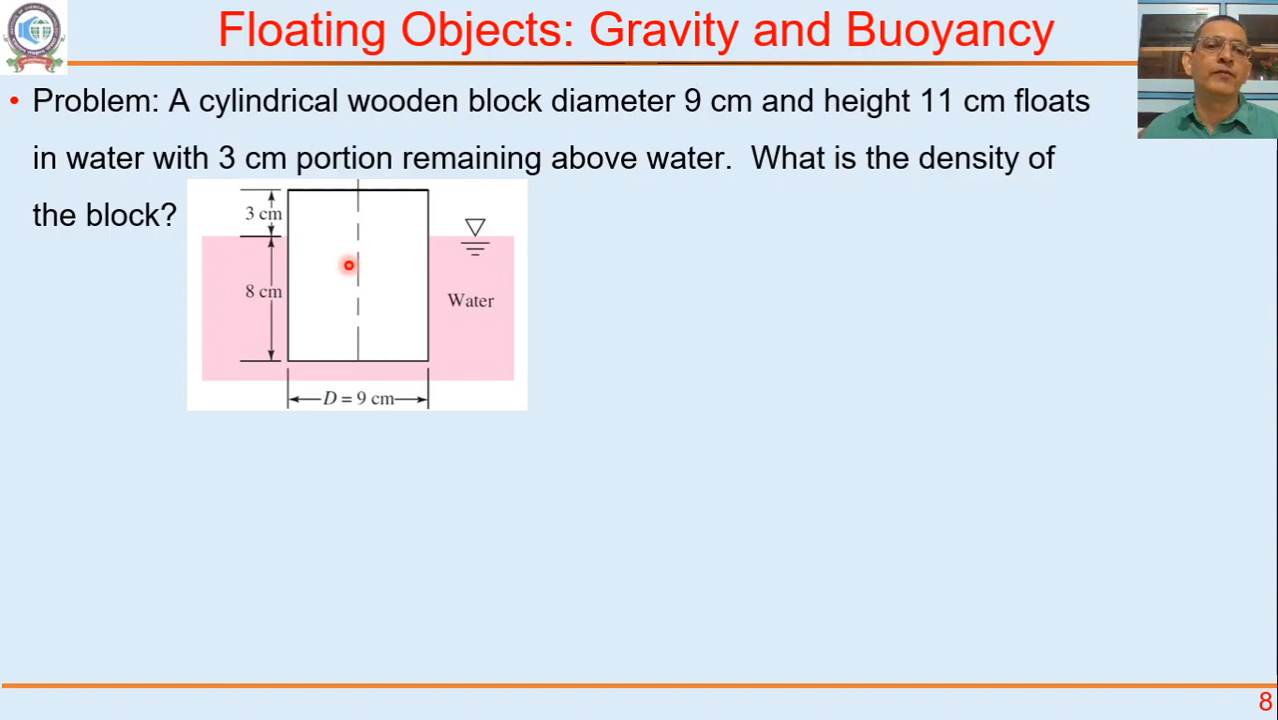 Floating Objects: Gravity and Buoyancy
• Problem: A cylindrical wooden block diameter 9 cm and height 11 cm floats
in water with 3 cm portion remaining above water.  What is the density of
the block?
3 cm
8 cm
Water
D = 9 cm
8